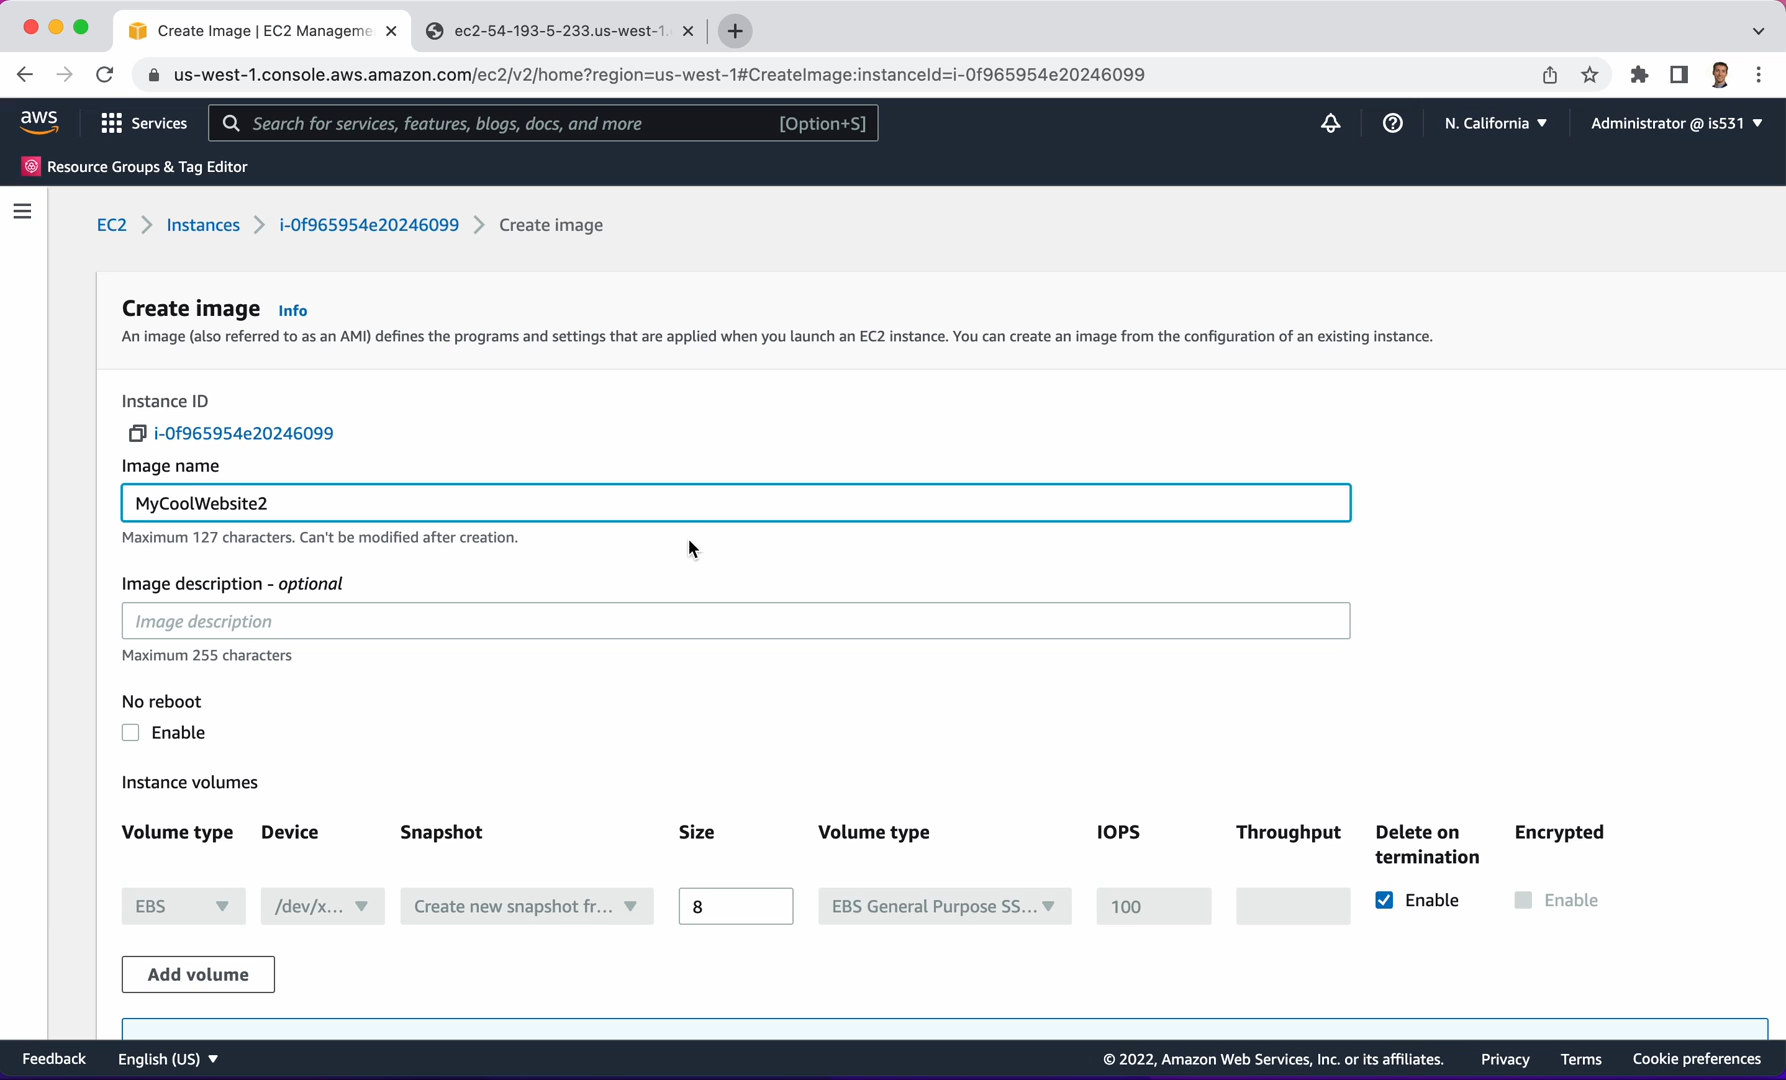 Create Image | EC2 Manageme
ec2-54-193-5-233.us-west-1.
us-west-1.console.aws.amazon.com/ec2/v2/home?region=us-west-1#CreateImage:instanceId=i-0f965954e20246099
aws
Services
Search for services, features, blogs, docs, and more
[Option+S]
N. California
Administrator @ is531
Resource Groups & Tag Editor
EC2
Instances
i-0f965954e20246099
Create image
Create image
Info
An image (also referred to as an AMI) defines the programs and settings that are applied when you launch an EC2 instance. You can create an image from the configuration of an existing instance.
Instance ID
i-0f965954e20246099
Image name
MyCoolWebsite2
Maximum 127 characters. Can't be modified after creation.
Image description - optional
Image description
Maximum 255 characters
No reboot
Enable
Instance volumes
Volume type
Device
Snapshot
Size
Volume type
IOPS
Throughput
Delete on
termination
Encrypted
EBS
/dev/x...
Create new snapshot fr...
8
EBS General Purpose SS...
100
Enable
Enable
Add volume
Feedback
English (US)
© 2022, Amazon Web Services, Inc. or its affiliates.
Privacy
Terms
Cookie preferences